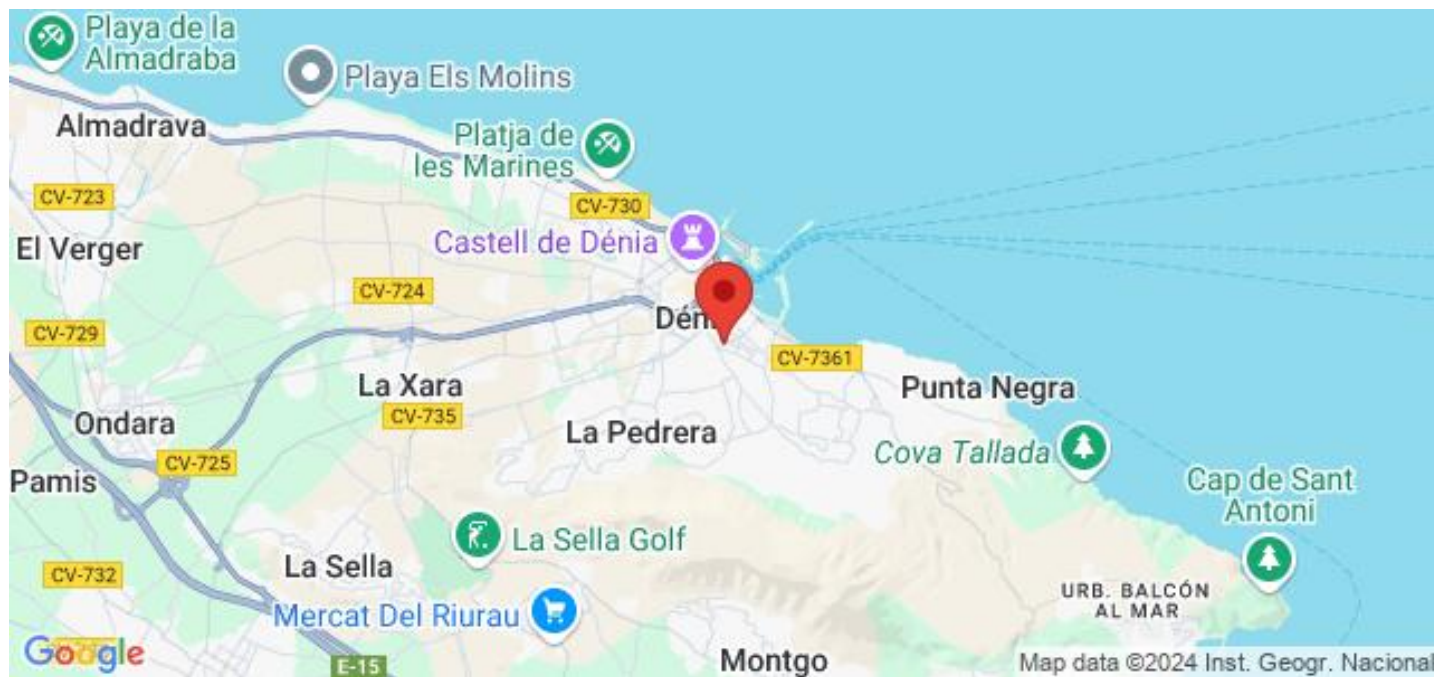 Playa de la
Almadraba
Playa Els Molins
Almadrava
Platja de
les Marines
CV-723
CV-730
El Verger
Castell de Dénia
CV-724
CV-729
CV-7361
La Xara
Punta Negra
CV-735
Ondara
La Pedrera
Cova Tallada
CV-725
Pamis
Cap de Sant
Antoni
La Sella Golf
La Sella
CV-732
URB. BALCÓN
AL MAR
Mercat Del Riurau
Google
E-15
Montgo
Map data ©2024 Inst. Geogr. Nacional